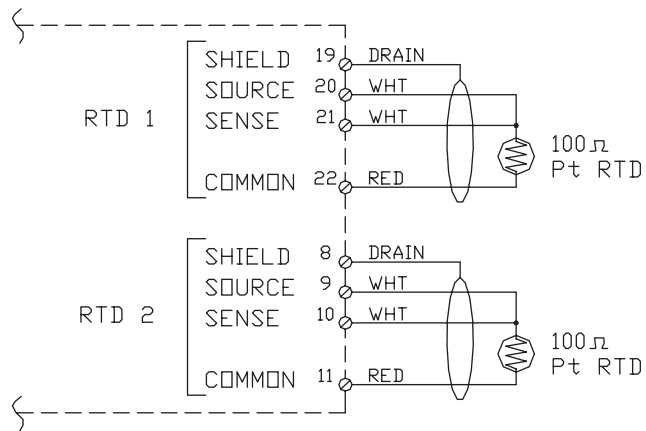 SHIELD 19 DRAIN
SOURCE 20 WHT
RTD 1
SENSE 21 WHT
100Ω
Pt RTD
COMMON 22 RED
SHIELD 8 DRAIN
SOURCE 9 WHT
RTD 2
SENSE 10 WHT
100Ω
Pt RTD
COMMON 11 RED